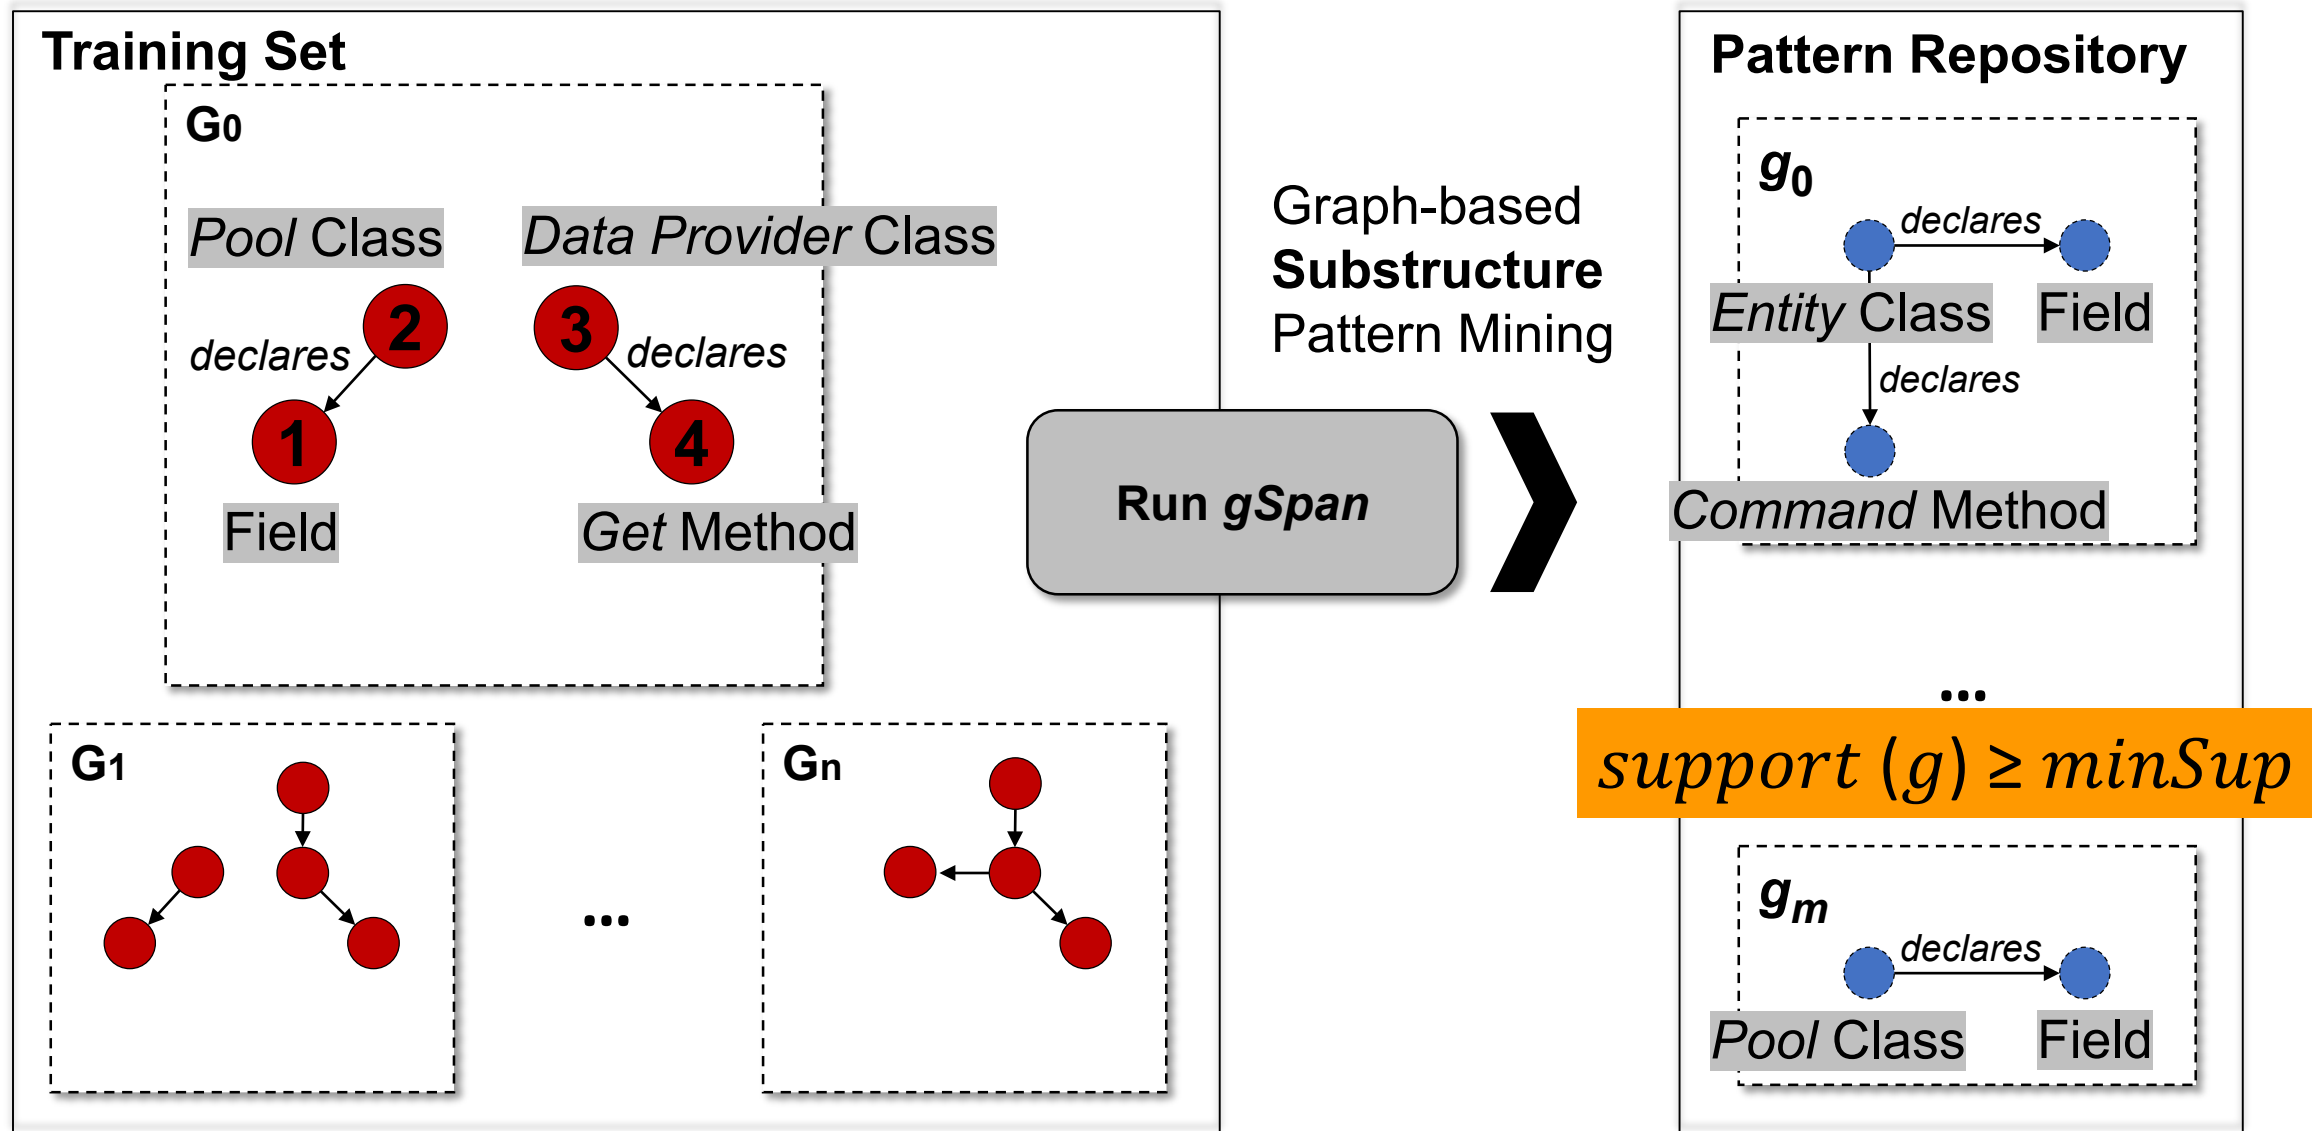 Training Set
G0
Pool Class
Data Provider Class
2
3
declares
declares
1
4
Field
Get Method
G1
...
Gn
Graph-based
Substructure
Pattern Mining
Run gSpan
Pattern Repository
g0
declares
Entity Class
Field
declares
Command Method
...
support (g) ≥ minSup
gm
declares
Pool Class
Field